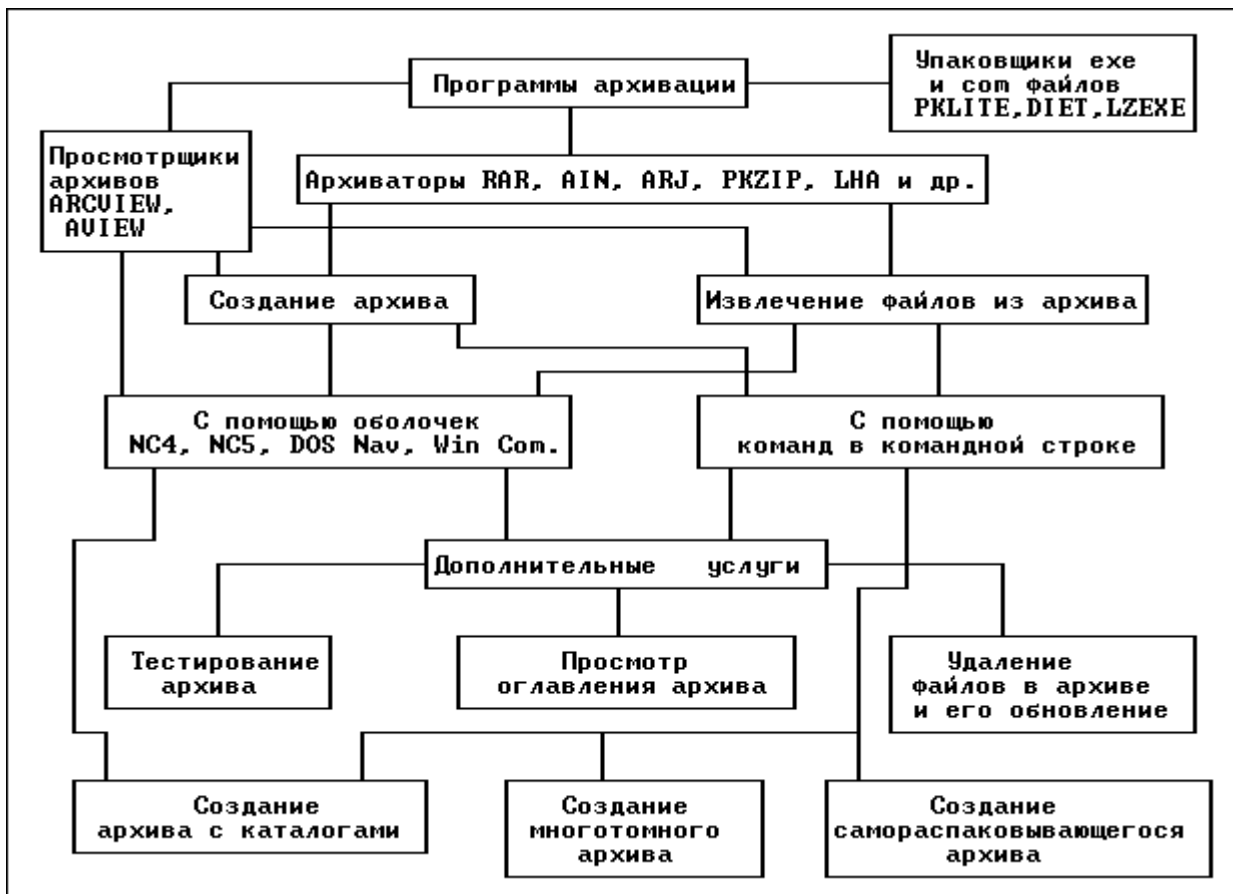 Программы архивации
Упаковщики exe
и com файлов
PKLITE,DIET,LZEXE
Просмотрщики
архивов
ARCVIEW,
AVIEW
Архиваторы RAR, AIN, ARJ, PKZIP, LHA и др.
Создание архива
Извлечение файлов из архива
С помощью оболочек
NC4, NC5, DOS Nav, Win Com.
С помощью
команд в командной строке
Дополнительные услуги
Тестирование
архива
Просмотр
оглавления архива
Удаление
файлов в архиве
и его обновление
Создание
архива с каталогами
Создание
многотомного
архива
Создание
самораспаковывающегося
архива